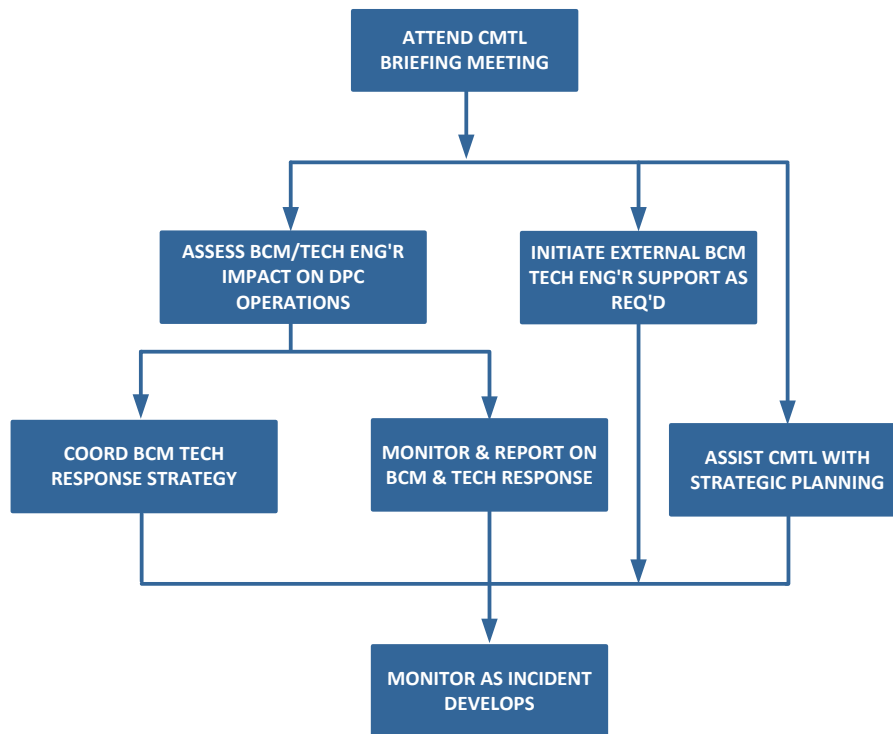 ATTEND CMTL
BRIEFING MEETING
ASSESS BCM/TECH ENG'R
IMPACT ON DPC
OPERATIONS
INITIATE EXTERNAL BCM
TECH ENG'R SUPPORT AS
REQ'D
COORD BCM TECH
RESPONSE STRATEGY
MONITOR & REPORT ON
BCM & TECH RESPONSE
ASSIST CMTL WITH
STRATEGIC PLANNING
MONITOR AS INCIDENT
DEVELOPS